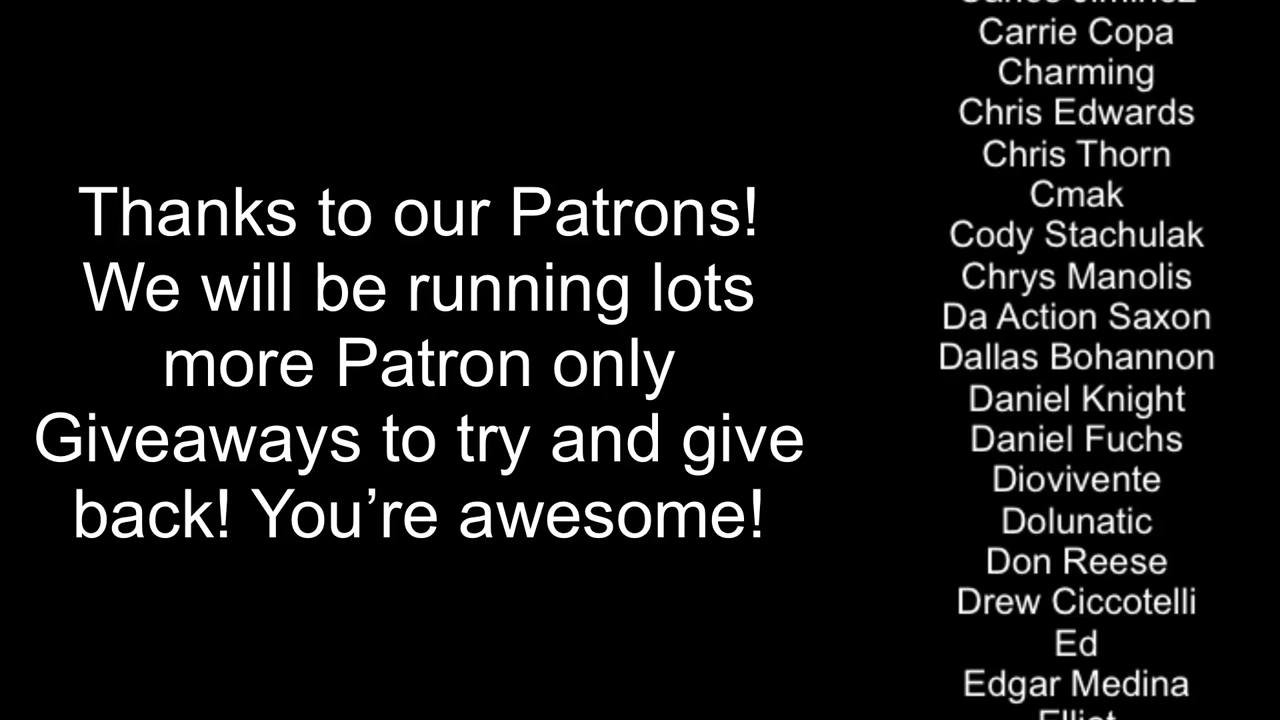 Thanks to our Patrons!
We will be running lots
more Patron only
Giveaways to try and give
back! You’re awesome!
Carrie Copa
Charming
Chris Edwards
Chris Thorn
Cmak
Cody Stachulak
Chrys Manolis
Da Action Saxon
Dallas Bohannon
Daniel Knight
Daniel Fuchs
Diovivente
Dolunatic
Don Reese
Drew Ciccotelli
Ed
Edgar Medina